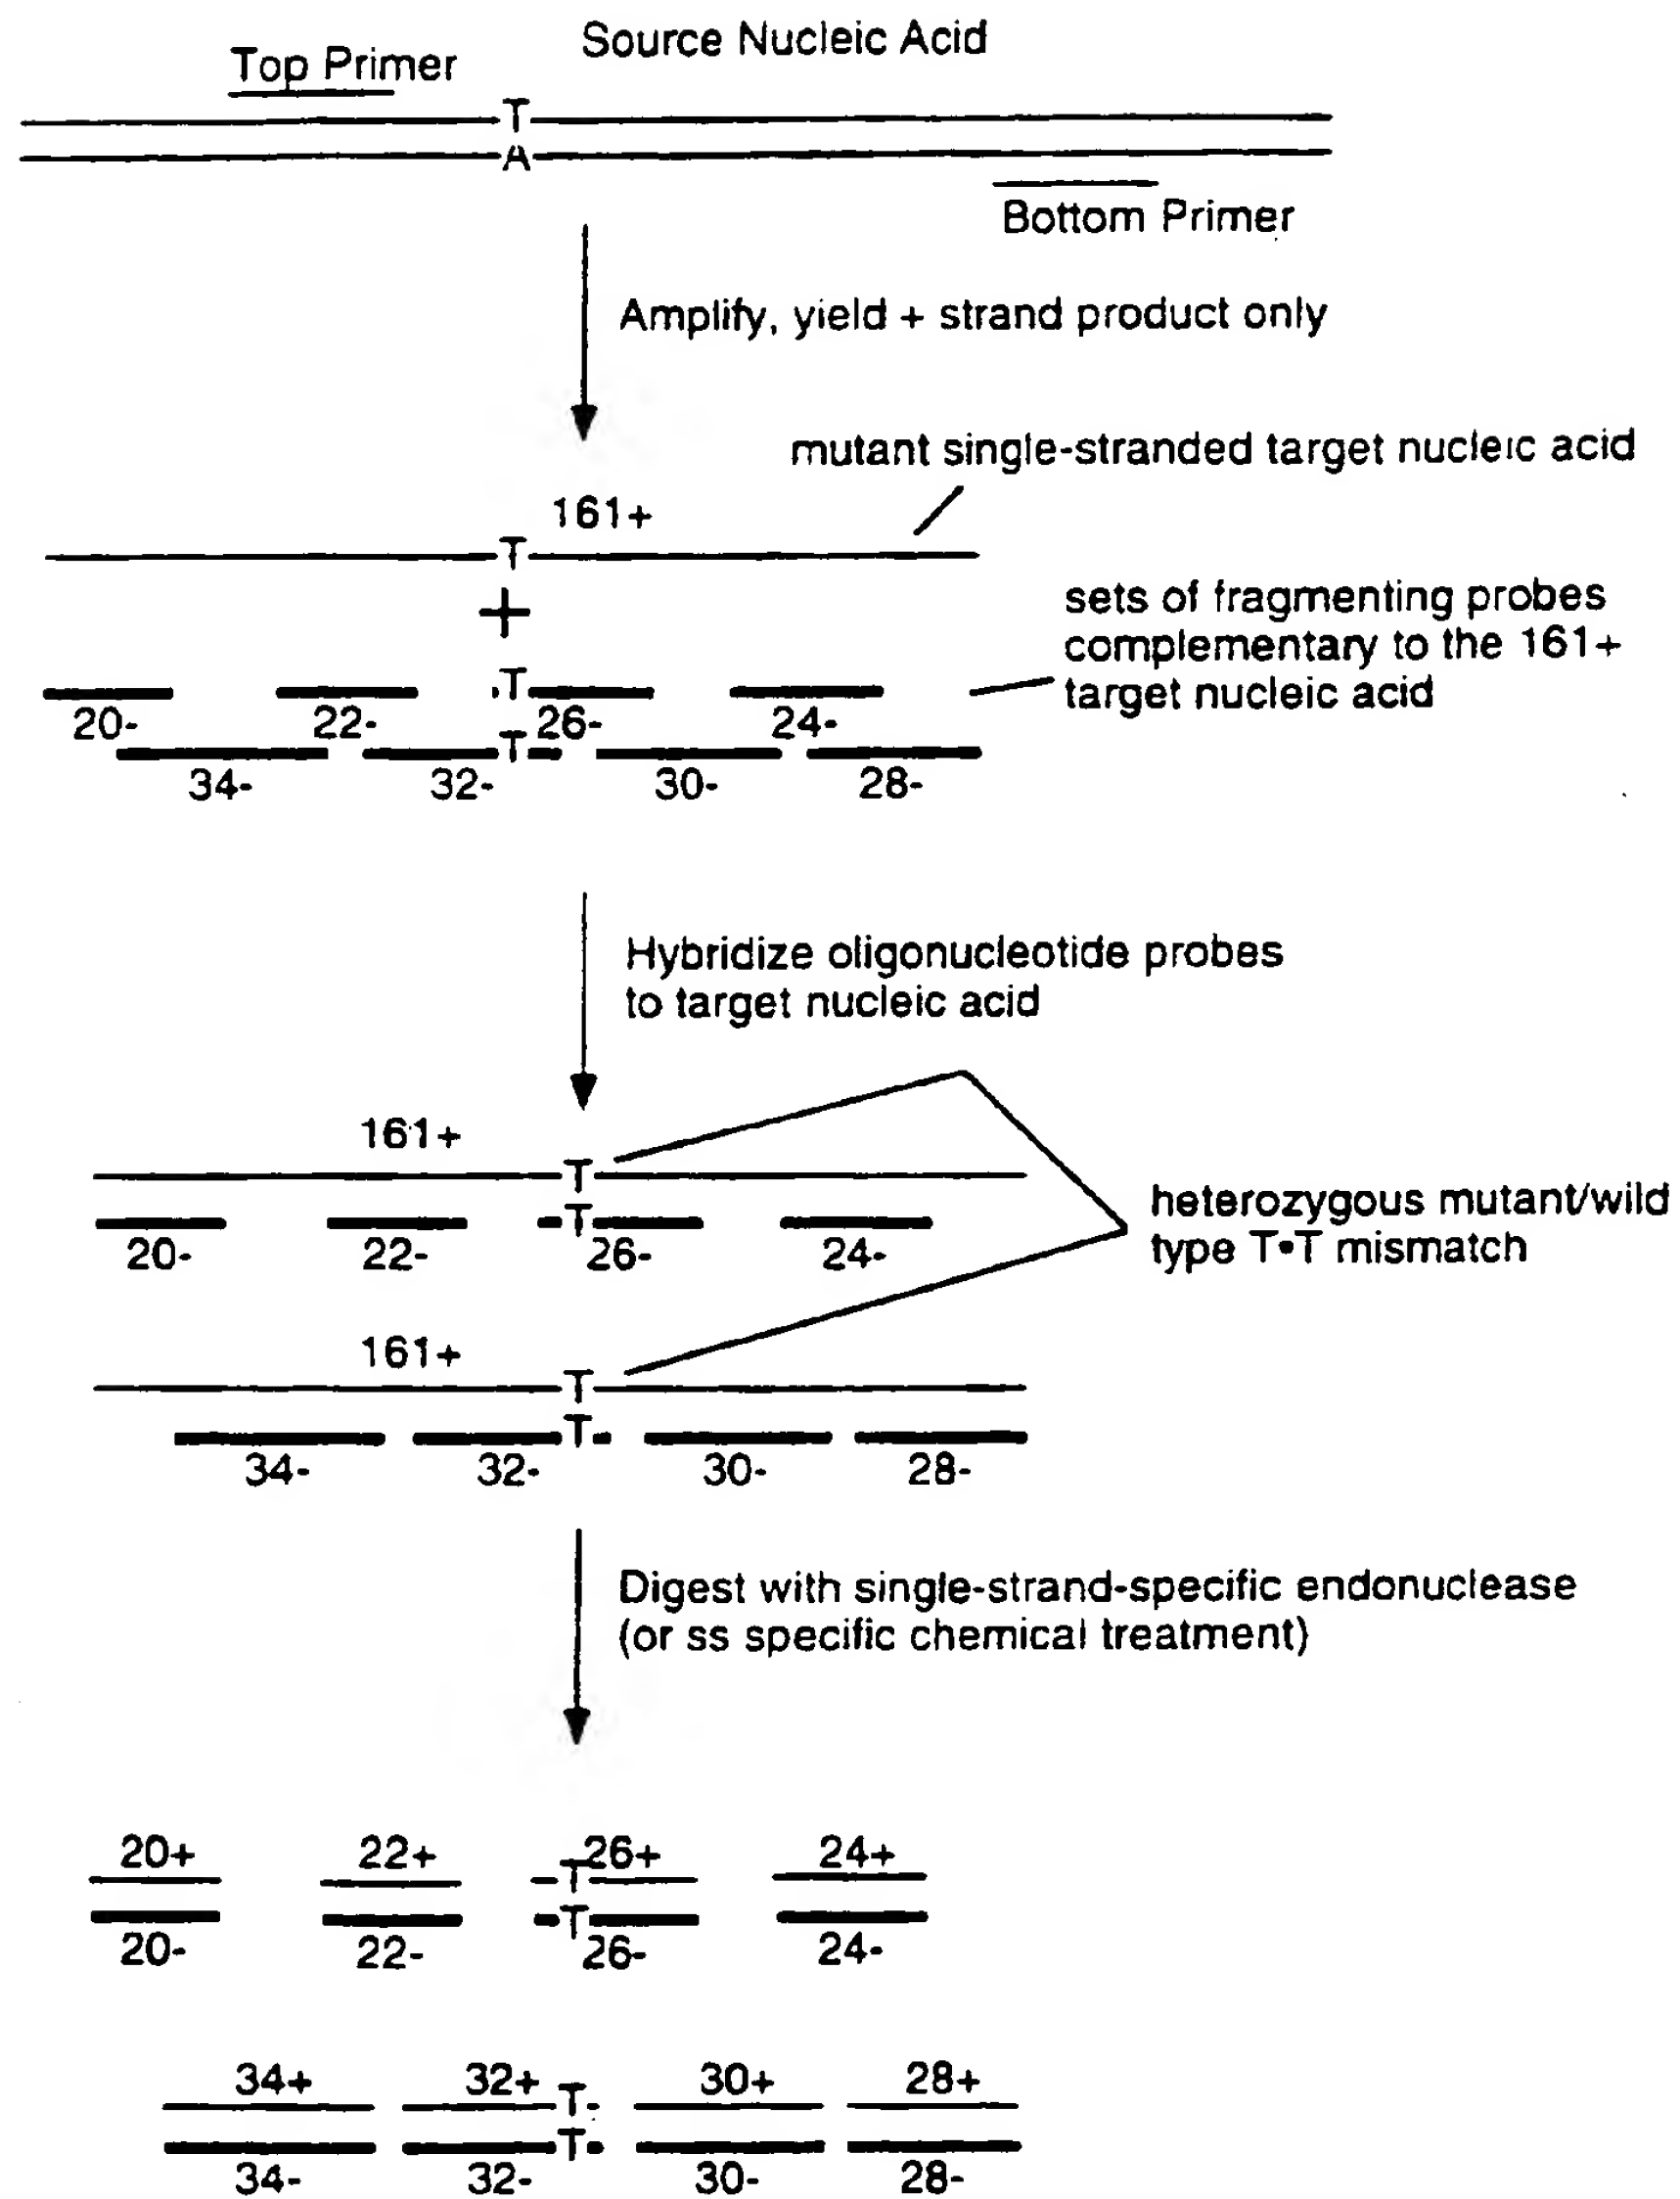 Source Nucleic Acid
Top Primer
T
A
Bottom Primer
Amplify, yield + strand product only
mutant single-stranded target nucleic acid
161+
T
+
sets of fragmenting probes
complementary to the 161+
target nucleic acid
T
20- 22- 26- 24-
T
34- 32- 30- 28-
Hybridize oligonucleotide probes
to target nucleic acid
161+
T
T
20- 22- 26- 24-
heterozygous mutant/wild
type T•T mismatch
161+
T
T
34- 32- 30- 28-
Digest with single-strand-specific endonuclease
(or ss specific chemical treatment)
20+ 22+ 26+ 24+
T
T
20- 22- 26- 24-
34+ 32+ 30+ 28+
T
T
34- 32- 30- 28-